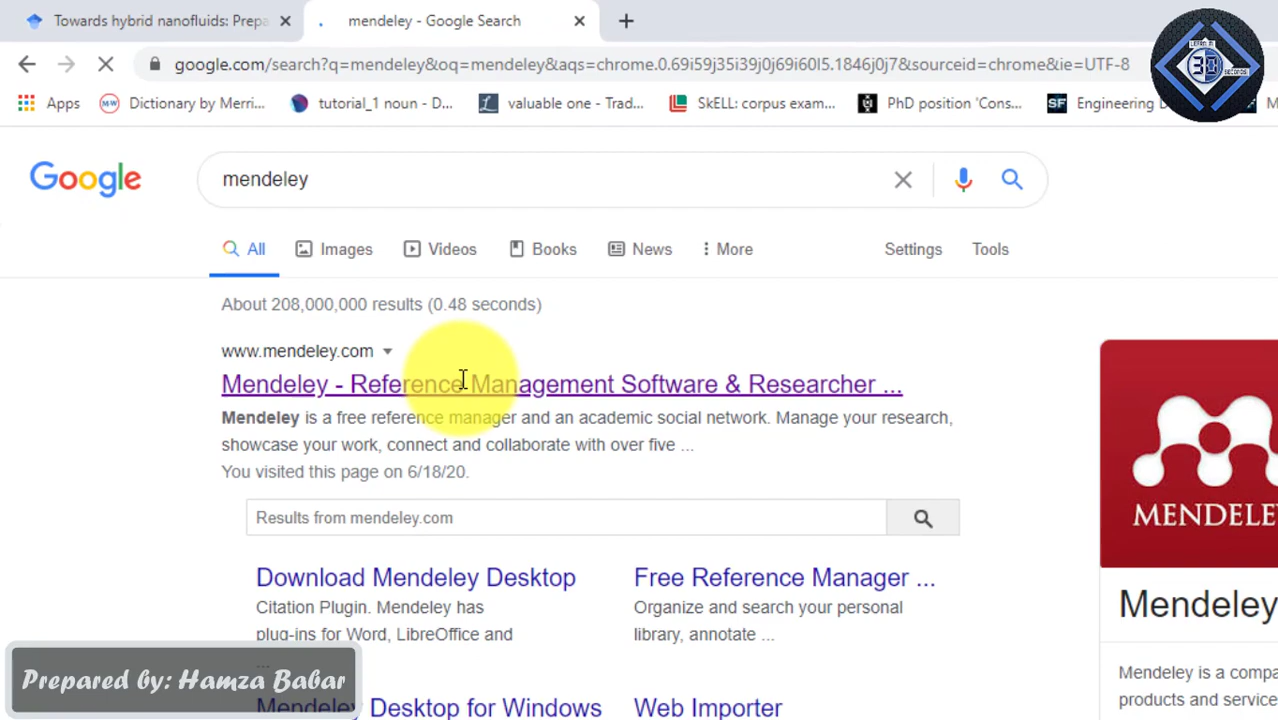 Towards hybrid nanofluids: Prepa
mendeley - Google Search
google.com/search?q=mendeley&oq=mendeley&aqs=chrome.0.69i59j35i39j0j69i60l5.1846j0j7&sourceid=chrome&ie=UTF-8
LEARN IN
30
SECONDS
Apps
Dictionary by Merri...
tutorial_1 noun - D...
valuable one - Trad...
SkELL: corpus exam...
PhD position 'Cons...
SF Engineering
Google
mendeley
All Images Videos Books News More Settings Tools
About 208,000,000 results (0.48 seconds)
www.mendeley.com
Mendeley - Reference Management Software & Researcher ...
Mendeley is a free reference manager and an academic social network. Manage your research,
showcase your work, connect and collaborate with over five ...
You visited this page on 6/18/20.
Results from mendeley.com
Download Mendeley Desktop
Citation Plugin. Mendeley has
plug-ins for Word, LibreOffice and
...
Free Reference Manager ...
Organize and search your personal
library, annotate ...
Mendeley Desktop for Windows
Web Importer
MENDELEY
Mendeley
Mendeley is a compa
products and service
Prepared by: Hamza Babar